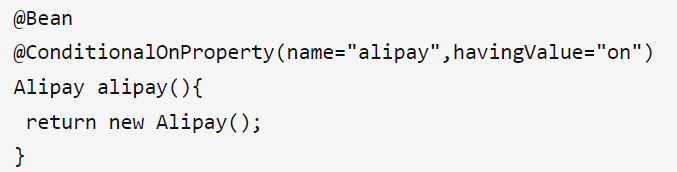 @Bean
@ConditionalOnProperty(name="alipay",havingValue="on")
Alipay alipay(){
 return new Alipay();
}